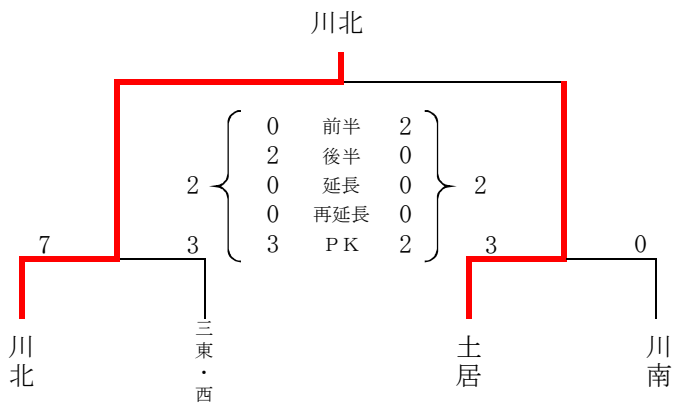 川北
0 前半 2
2 後半 0
2 0 延長 0 2
0 再延長 0
3 ＰＫ 2
7 3 3 0
川北
三東・西
土居
川南